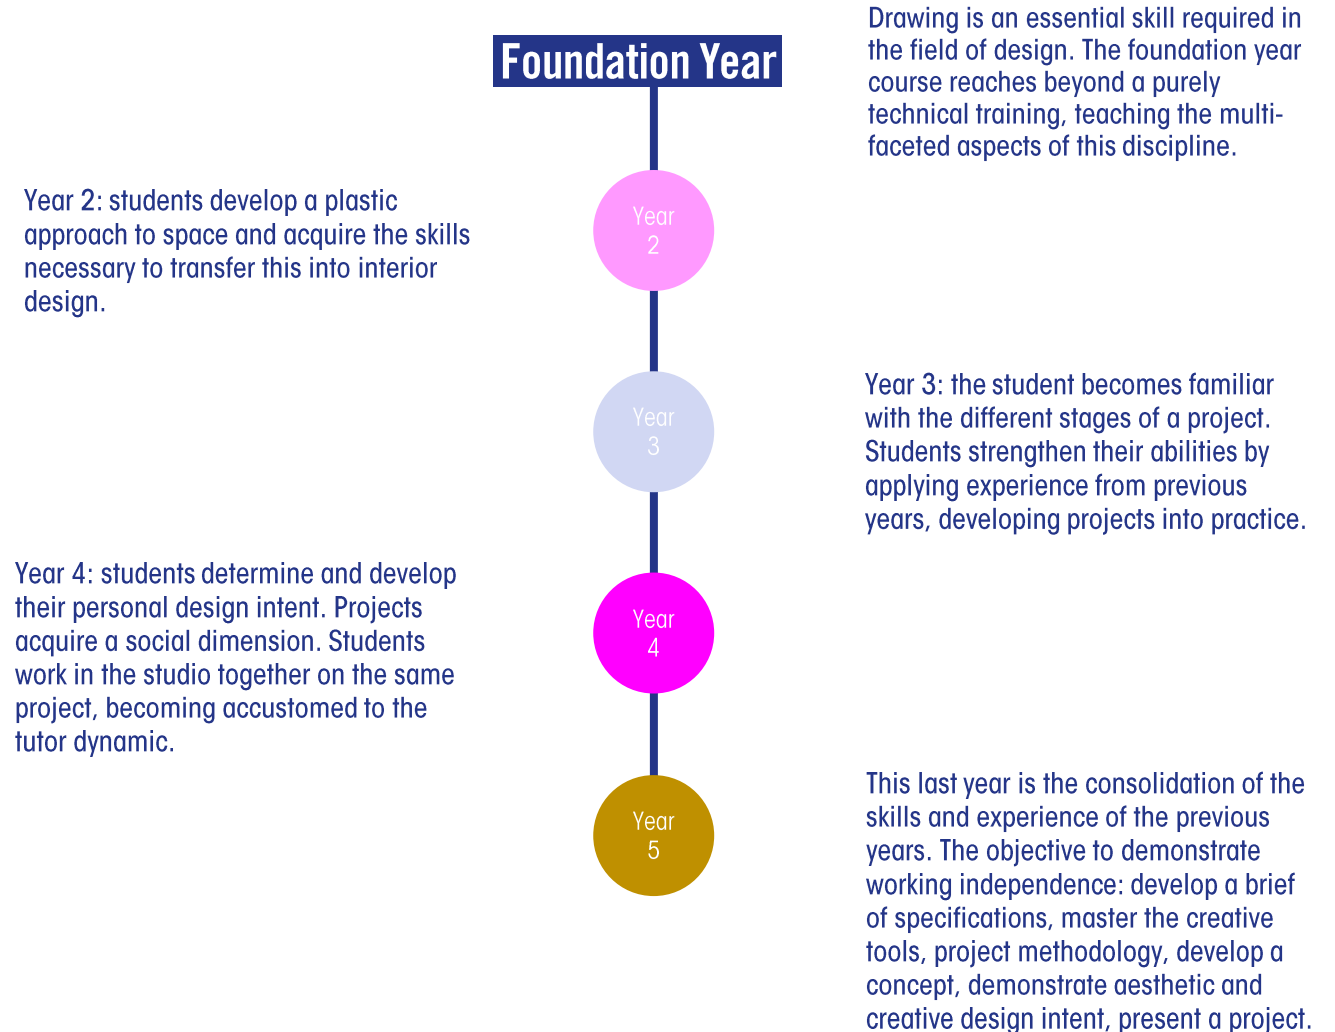 Foundation Year
Drawing is an essential skill required in
the field of design. The foundation year
course reaches beyond a purely
technical training, teaching the multi-
faceted aspects of this discipline.
Year 2: students develop a plastic
approach to space and acquire the skills
necessary to transfer this into interior
design.
Year
2
Year
3
Year 3: the student becomes familiar
with the different stages of a project.
Students strengthen their abilities by
applying experience from previous
years, developing projects into practice.
Year 4: students determine and develop
their personal design intent. Projects
acquire a social dimension. Students
work in the studio together on the same
project, becoming accustomed to the
tutor dynamic.
Year
4
Year
5
This last year is the consolidation of the
skills and experience of the previous
years. The objective to demonstrate
working independence: develop a brief
of specifications, master the creative
tools, project methodology, develop a
concept, demonstrate aesthetic and
creative design intent, present a project.